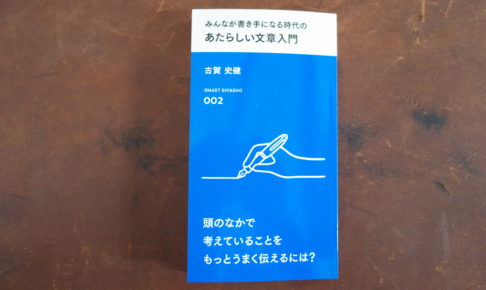 みんなが書き手になる時代の
あたらしい文章入門
古賀 史健
SMART SHINSHO
002
頭のなかで
考えていることを
もっとうまく伝えるには?